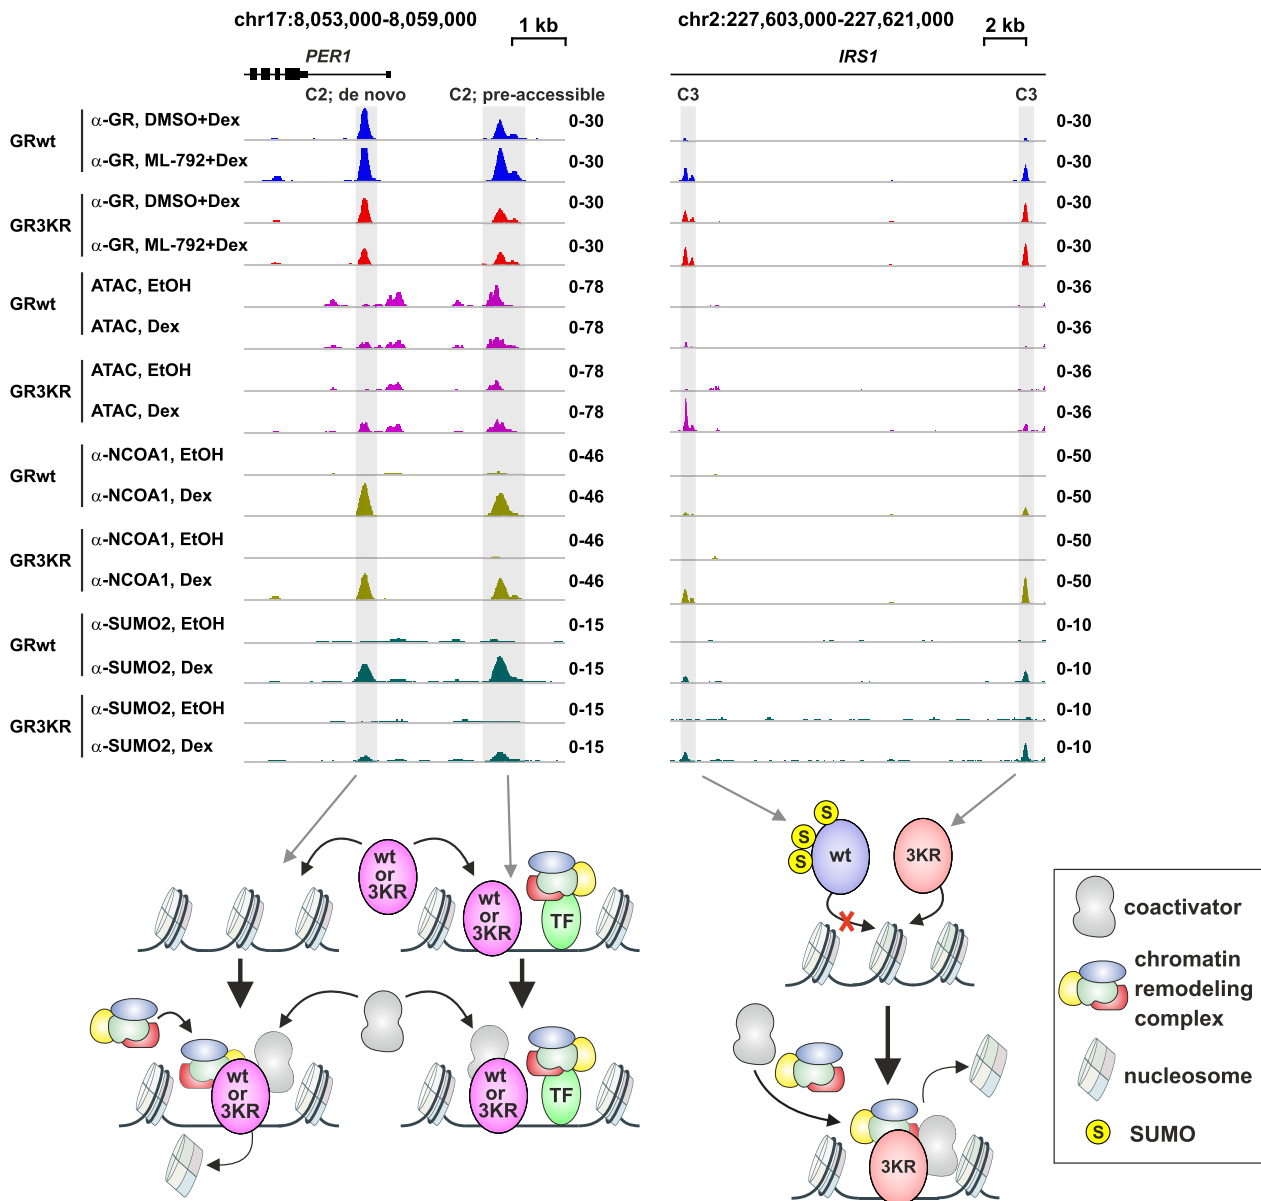 chr17:8,053,000-8,059,000
1 kb
chr2:227,603,000-227,621,000
2 kb
PER1
IRS1
C2; de novo
C2; pre-accessible
C3
C3
GRwt
α-GR, DMSO+Dex
0-30
0-30
α-GR, ML-792+Dex
0-30
0-30
GR3KR
α-GR, DMSO+Dex
0-30
0-30
α-GR, ML-792+Dex
0-30
0-30
GRwt
ATAC, EtOH
0-78
0-36
ATAC, Dex
0-78
0-36
GR3KR
ATAC, EtOH
0-78
0-36
ATAC, Dex
0-78
0-36
GRwt
α-NCOA1, EtOH
0-46
0-50
α-NCOA1, Dex
0-46
0-50
GR3KR
α-NCOA1, EtOH
0-46
0-50
α-NCOA1, Dex
0-46
0-50
GRwt
α-SUMO2, EtOH
0-15
0-10
α-SUMO2, Dex
0-15
0-10
GR3KR
α-SUMO2, EtOH
0-15
0-10
α-SUMO2, Dex
0-15
0-10
wt
or
3KR
wt
or
3KR
TF
wt
or
3KR
wt
or
3KR
TF
S
S
S
wt
3KR
3KR
coactivator
chromatin
remodeling
complex
nucleosome
S
SUMO